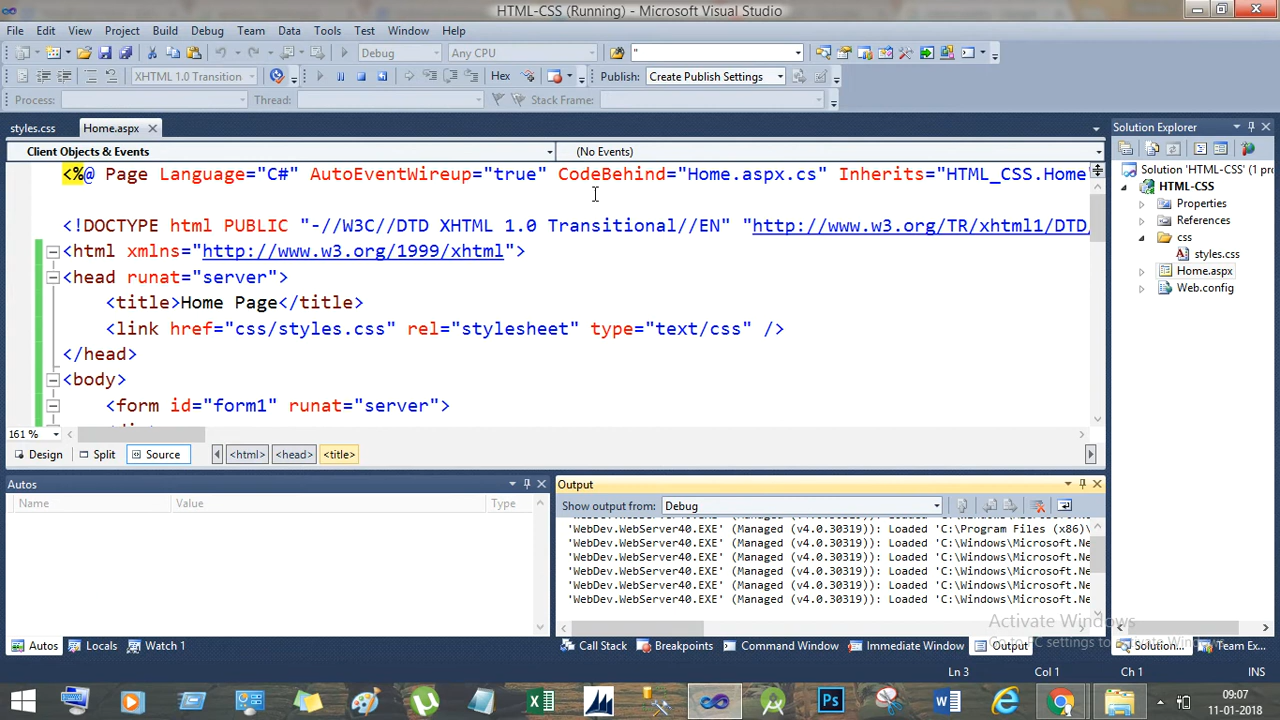 HTML-CSS (Running) - Microsoft Visual Studio
File Edit View Project Build Debug Team Data Tools Test Window Help
Debug Any CPU "
XHTML 1.0 Transition Hex Publish: Create Publish Settings
Process: Thread: Stack Frame:
styles.css Home.aspx
Client Objects & Events (No Events)
<%@ Page Language="C#" AutoEventWireup="true" CodeBehind="Home.aspx.cs" Inherits="HTML_CSS.Home
<!DOCTYPE html PUBLIC "-//W3C//DTD XHTML 1.0 Transitional//EN" "http://www.w3.org/TR/xhtml1/DTD/
<html xmlns="http://www.w3.org/1999/xhtml">
<head runat="server">
<title>Home Page</title>
<link href="css/styles.css" rel="stylesheet" type="text/css" />
</head>
<body>
<form id="form1" runat="server">
161 %
Design Split Source <html> <head> <title>
Solution Explorer
Solution 'HTML-CSS' (1 pro
HTML-CSS
Properties
References
css
styles.css
Home.aspx
Web.config
Autos
Name Value Type
Output
Show output from: Debug
'WebDev.WebServer40.EXE' (Managed (v4.0.30319)): Loaded 'C:\Program Files (x86)\
'WebDev.WebServer40.EXE' (Managed (v4.0.30319)): Loaded 'C:\Windows\Microsoft.Ne
'WebDev.WebServer40.EXE' (Managed (v4.0.30319)): Loaded 'C:\Windows\Microsoft.Ne
'WebDev.WebServer40.EXE' (Managed (v4.0.30319)): Loaded 'C:\Windows\Microsoft.Ne
'WebDev.WebServer40.EXE' (Managed (v4.0.30319)): Loaded 'C:\Windows\Microsoft.Ne
'WebDev.WebServer40.EXE' (Managed (v4.0.30319)): Loaded 'C:\Windows\Microsoft.Ne
Activate Windows
Go to PC settings to activate Windows.
Autos Locals Watch 1 Call Stack Breakpoints Command Window Immediate Window Output Solution... Team Ex...
Ln 3 Col 1 Ch 1
Ps
09:07
11-01-2018